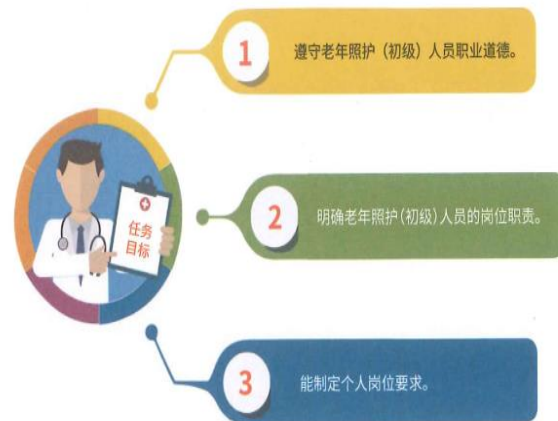 1
遵守老年照护（初级）人员职业道德。
任务
目标
2
明确老年照护(初级)人员的岗位职责。
3
能制定个人岗位要求。